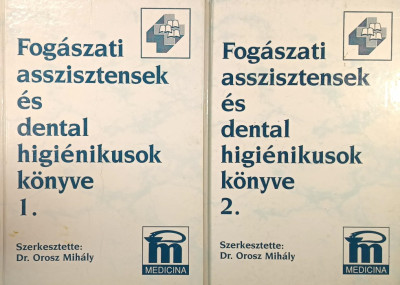 Fogászati
asszisztensek
és
dental
higiénikusok
könyve
1.
Szerkesztette:
Dr. Orosz Mihály
m
MEDICINA
Fogászati
asszisztensek
és
dental
higiénikusok
könyve
2.
Szerkesztette:
Dr. Orosz Mihály
m
MEDICINA